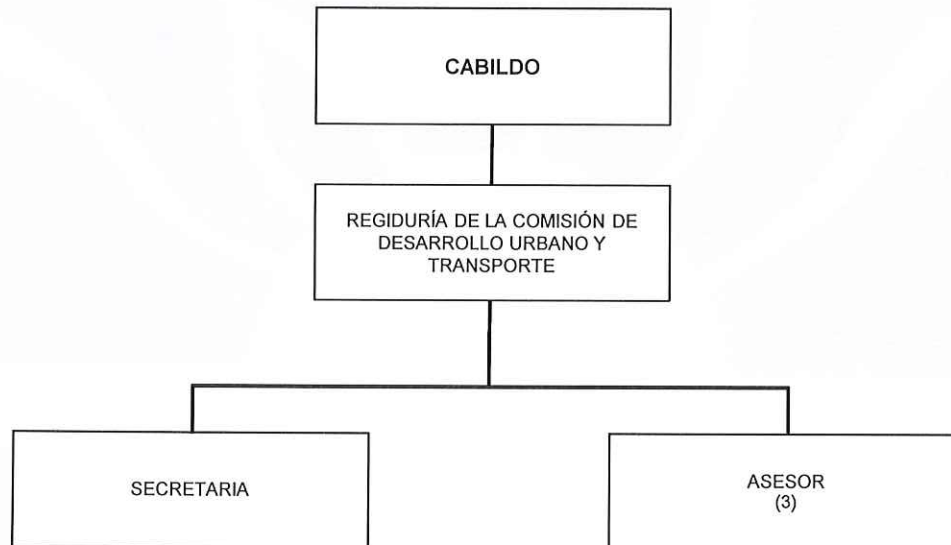 CABILDO
REGIDURÍA DE LA COMISIÓN DE
DESARROLLO URBANO Y
TRANSPORTE
SECRETARIA
ASESOR
(3)